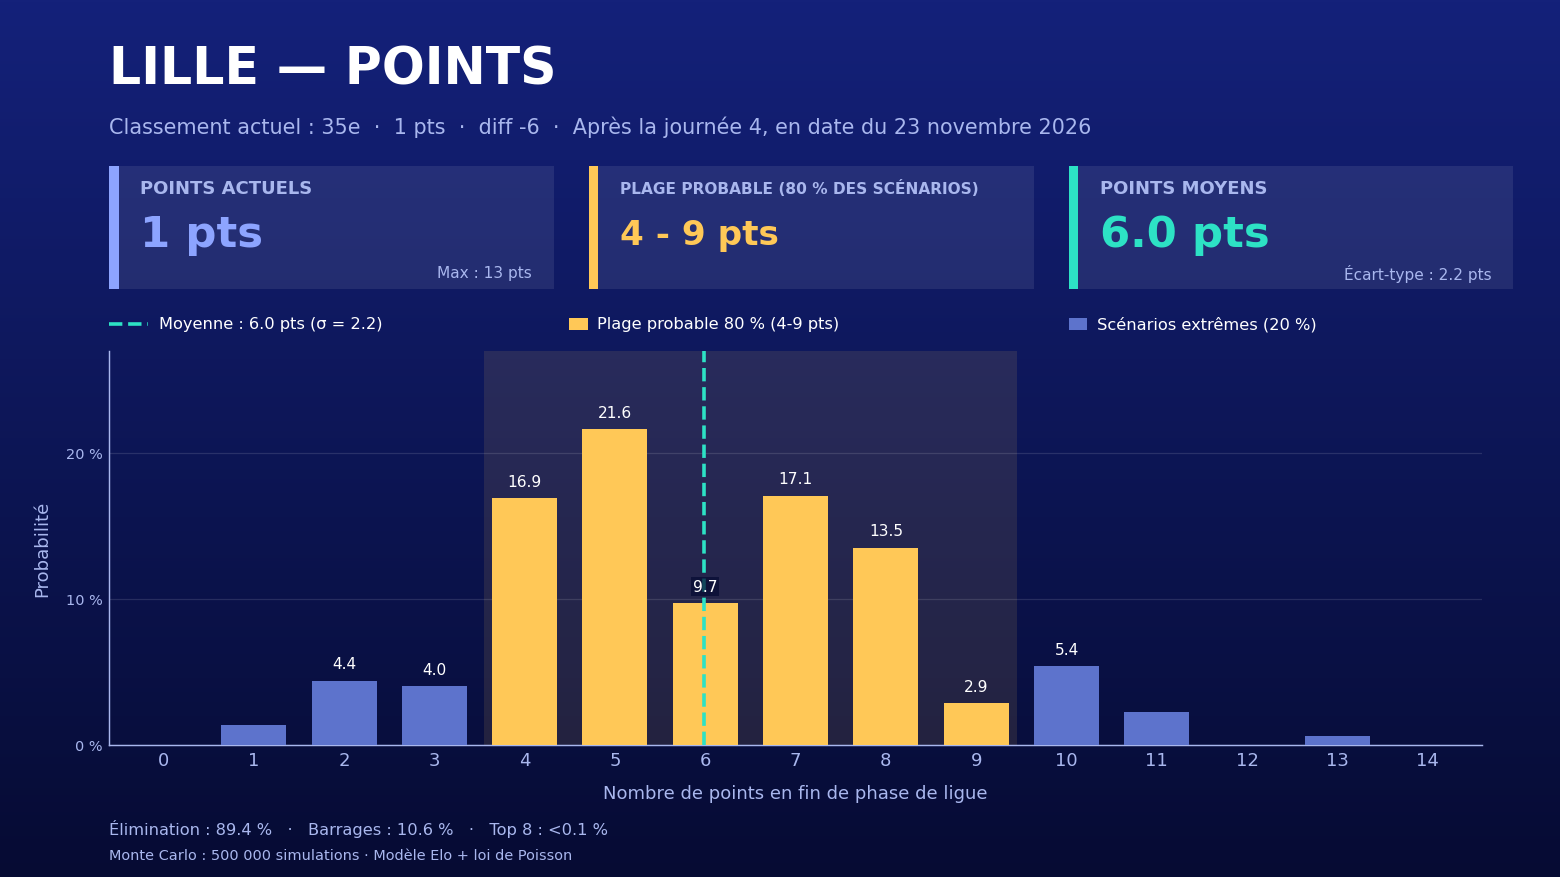 LILLE — POINTS
Classement actuel : 35e · 1 pts · diff -6 · Après la journée 4, en date du 23 novembre 2026
POINTS ACTUELS
1 pts
Max : 13 pts
PLAGE PROBABLE (80 % DES SCÉNARIOS)
4 - 9 pts
POINTS MOYENS
6.0 pts
Écart-type : 2.2 pts
Moyenne : 6.0 pts (σ = 2.2)
Plage probable 80 % (4-9 pts)
Scénarios extrêmes (20 %)
Probabilité
20 %
10 %
0 %
4.4
4.0
16.9
21.6
9.7
17.1
13.5
2.9
5.4
0 1 2 3 4 5 6 7 8 9 10 11 12 13 14
Nombre de points en fin de phase de ligue
Élimination : 89.4 % · Barrages : 10.6 % · Top 8 : <0.1 %
Monte Carlo : 500 000 simulations · Modèle Elo + loi de Poisson